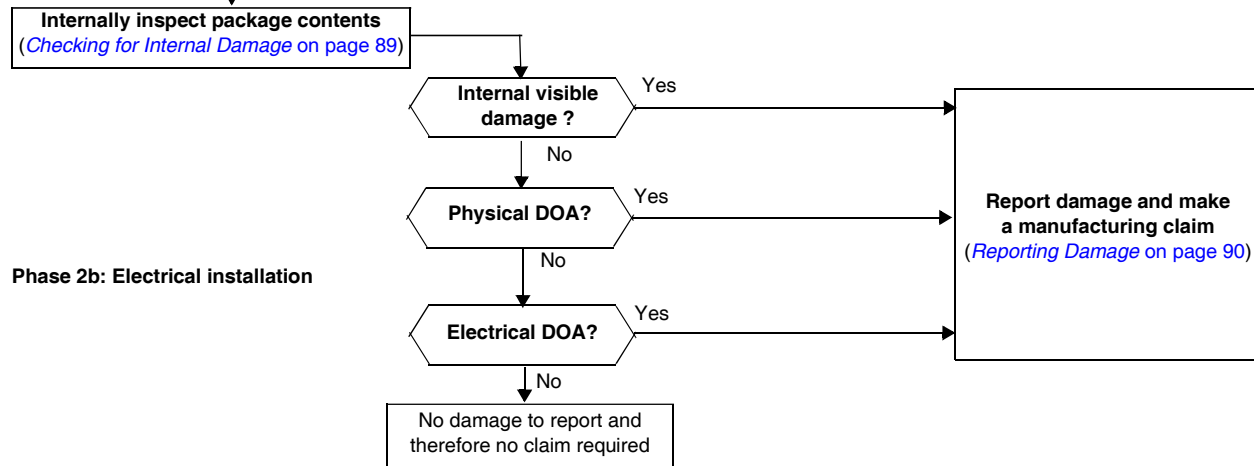 Internally inspect package contents
(Checking for Internal Damage on page 89)
Internal visible
damage ?
Yes
No
Physical DOA?
Yes
No
Report damage and make
a manufacturing claim
(Reporting Damage on page 90)
Phase 2b: Electrical installation
Electrical DOA?
Yes
No
No damage to report and
therefore no claim required